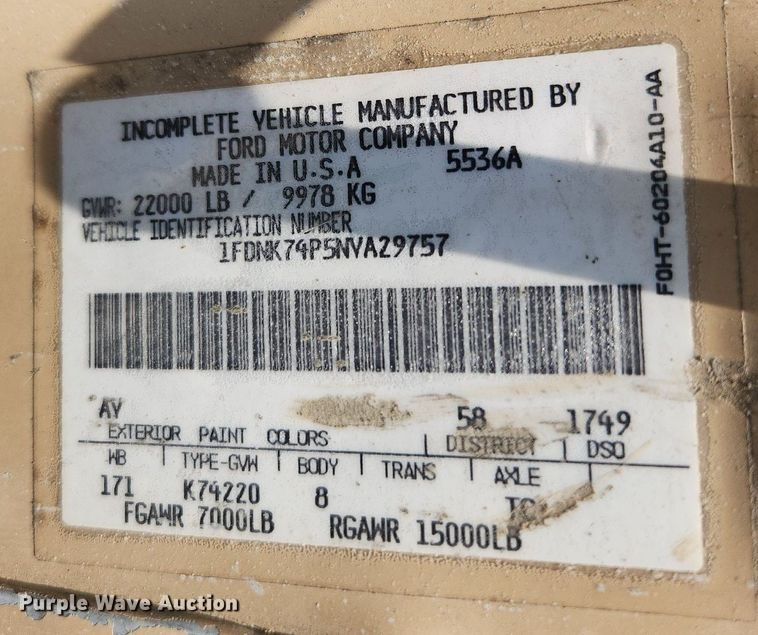 INCOMPLETE VEHICLE MANUFACTURED BY
FORD MOTOR COMPANY
MADE IN U.S.A 5536A
GVWR: 22000 LB / 9978 KG
VEHICLE IDENTIFICATION NUMBER
1FDNK74P5NVA29757
F0HT-60204A10-AA
AY 58 1749
EXTERIOR PAINT COLORS DISTRICT DSO
WB TYPE-GVW BODY TRANS AXLE
171 K74220 8
FGAWR 7000LB RGAWR 15000LB
Purple Wave Auction